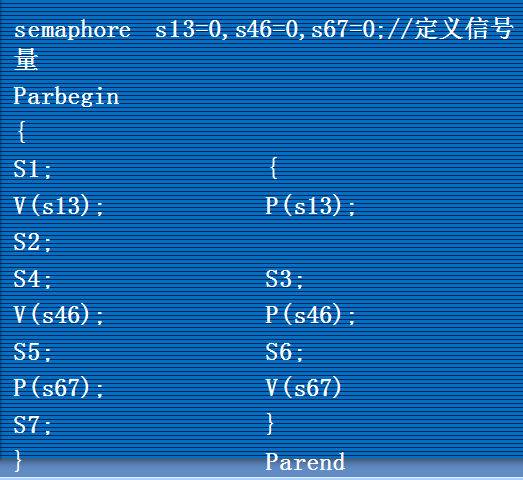 semaphore s13=0,s46=0,s67=0;//定义信号
量
Parbegin
{
S1; {
V(s13); P(s13);
S2;
S4; S3;
V(s46); P(s46);
S5; S6;
P(s67); V(s67)
S7; }
} Parend